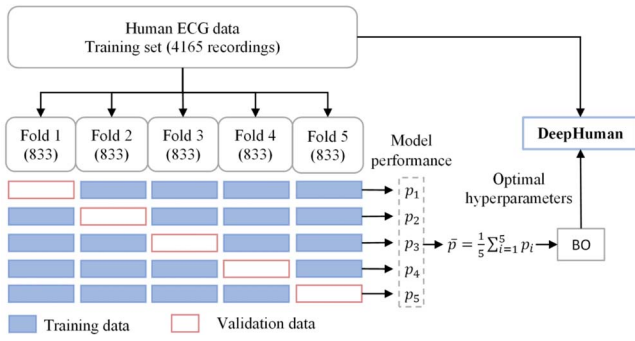 Human ECG data
Training set (4165 recordings)
Fold 1
(833)
Fold 2
(833)
Fold 3
(833)
Fold 4
(833)
Fold 5
(833)
Model
performance
DeepHuman
Optimal
hyperparameters
p₁
p₂
p₃
p₄
p₅
p̄ = 1/5 ∑⁵ᵢ₌₁ pᵢ
BO
Training data
Validation data